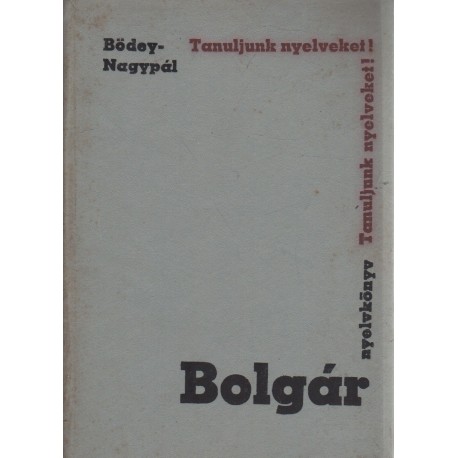 Bödey-
Nagypál
Tanuljunk nyelveket!
Bolgár
nyelvkönyv Tanuljunk nyelveket!